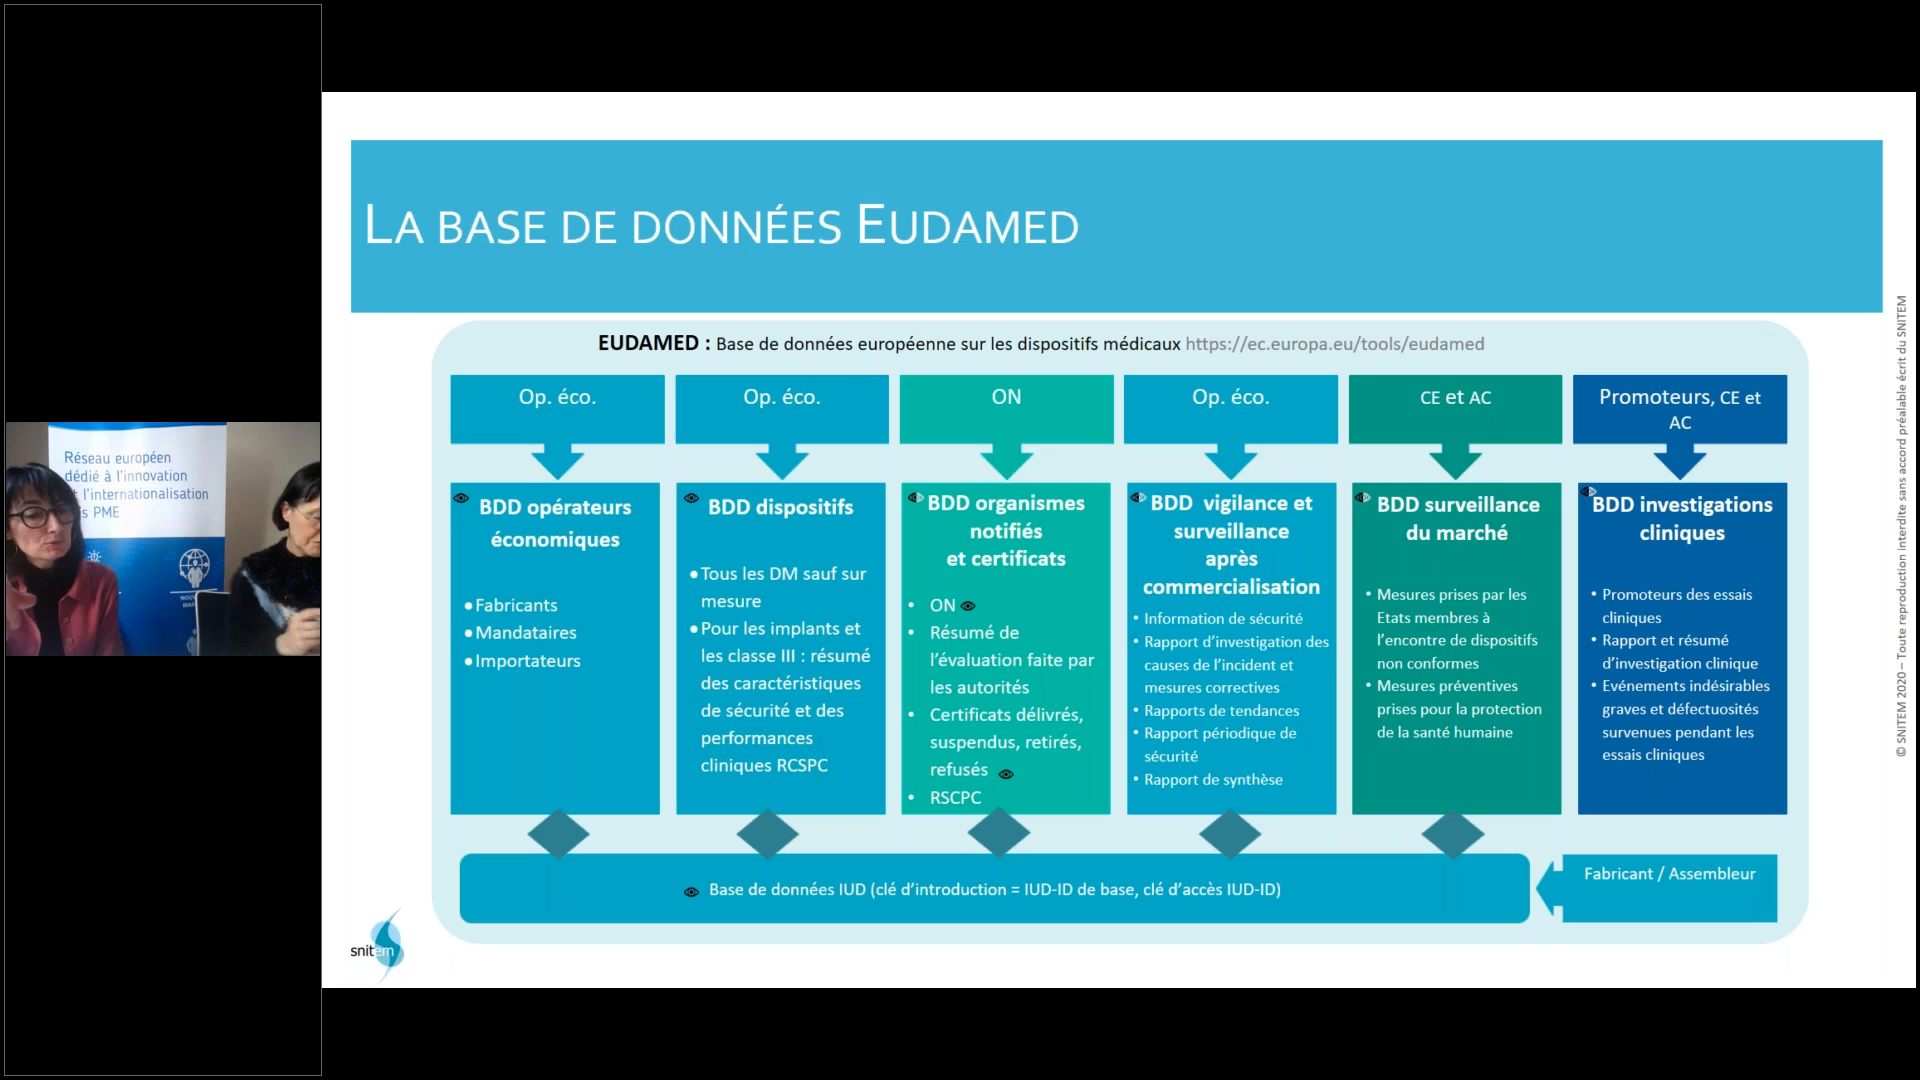 LA BASE DE DONNÉES EUDAMED
EUDAMED : Base de données européenne sur les dispositifs médicaux https://ec.europa.eu/tools/eudamed
Op. éco.
Op. éco.
ON
Op. éco.
CE et AC
Promoteurs, CE et
AC
BDD opérateurs
économiques
• Fabricants
• Mandataires
• Importateurs
BDD dispositifs
• Tous les DM sauf sur
mesure
• Pour les implants et
les classe III : résumé
des caractéristiques
de sécurité et des
performances
cliniques RCSPC
BDD organismes
notifiés
et certificats
• ON
• Résumé de
l'évaluation faite par
les autorités
• Certificats délivrés,
suspendus, retirés,
refusés
• RSCPC
BDD vigilance et
surveillance
après
commercialisation
• Information de sécurité
• Rapport d'investigation des
causes de l'incident et
mesures correctives
• Rapports de tendances
• Rapport périodique de
sécurité
• Rapport de synthèse
BDD surveillance
du marché
• Mesures prises par les
Etats membres à
l'encontre de dispositifs
non conformes
• Mesures préventives
prises pour la protection
de la santé humaine
BDD investigations
cliniques
• Promoteurs des essais
cliniques
• Rapport et résumé
d'investigation clinique
• Evénements indésirables
graves et défectuosités
survenues pendant les
essais cliniques
Base de données IUD (clé d'introduction = IUD-ID de base, clé d'accès IUD-ID)
Fabricant / Assembleur
snitem
© SNITEM 2020 – Toute reproduction interdite sans accord préalable écrit du SNITEM
Réseau européen
dédié à l'innovation
l'internationalisation
PME